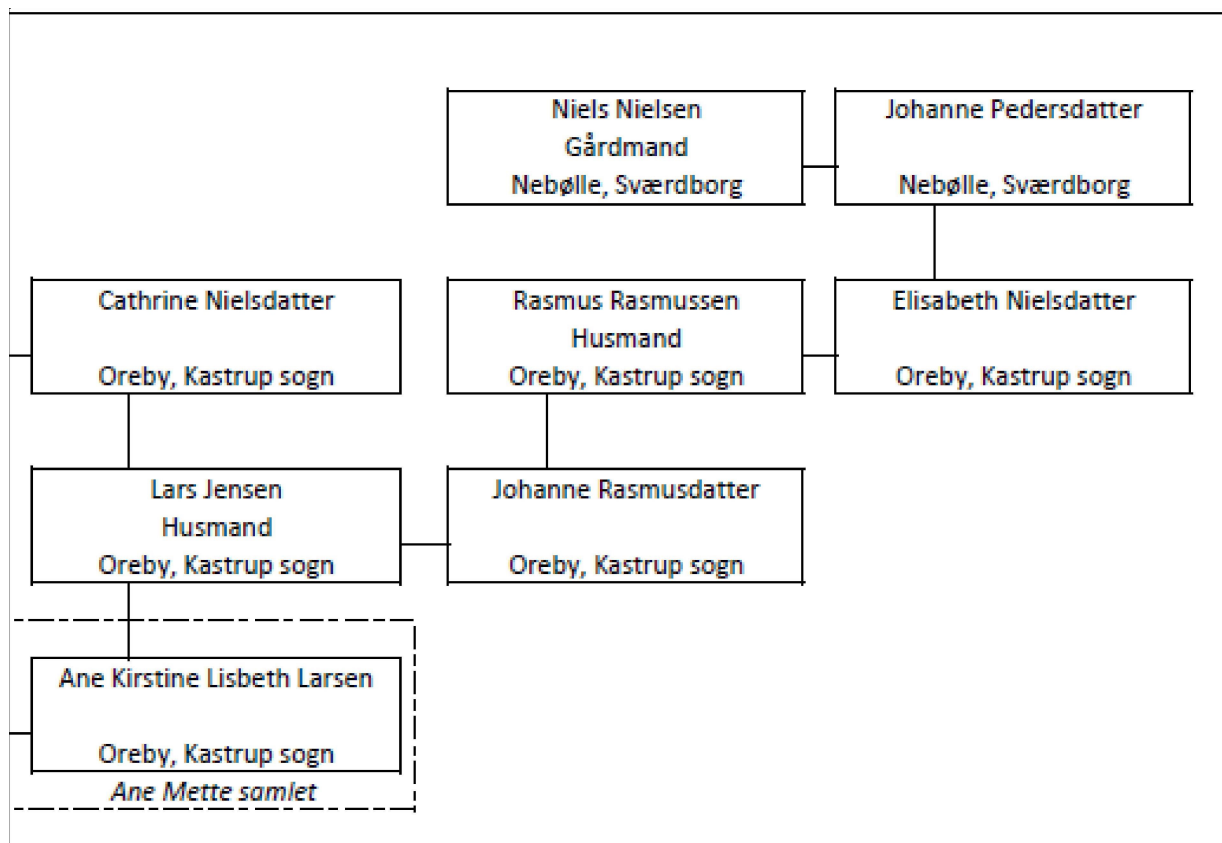 Niels Nielsen
Gårdmand
Nebølle, Sværdborg
Johanne Pedersdatter
Nebølle, Sværdborg
Cathrine Nielsdatter
Oreby, Kastrup sogn
Rasmus Rasmussen
Husmand
Oreby, Kastrup sogn
Elisabeth Nielsdatter
Oreby, Kastrup sogn
Lars Jensen
Husmand
Oreby, Kastrup sogn
Johanne Rasmusdatter
Oreby, Kastrup sogn
Ane Kirstine Lisbeth Larsen
Oreby, Kastrup sogn
Ane Mette samlet